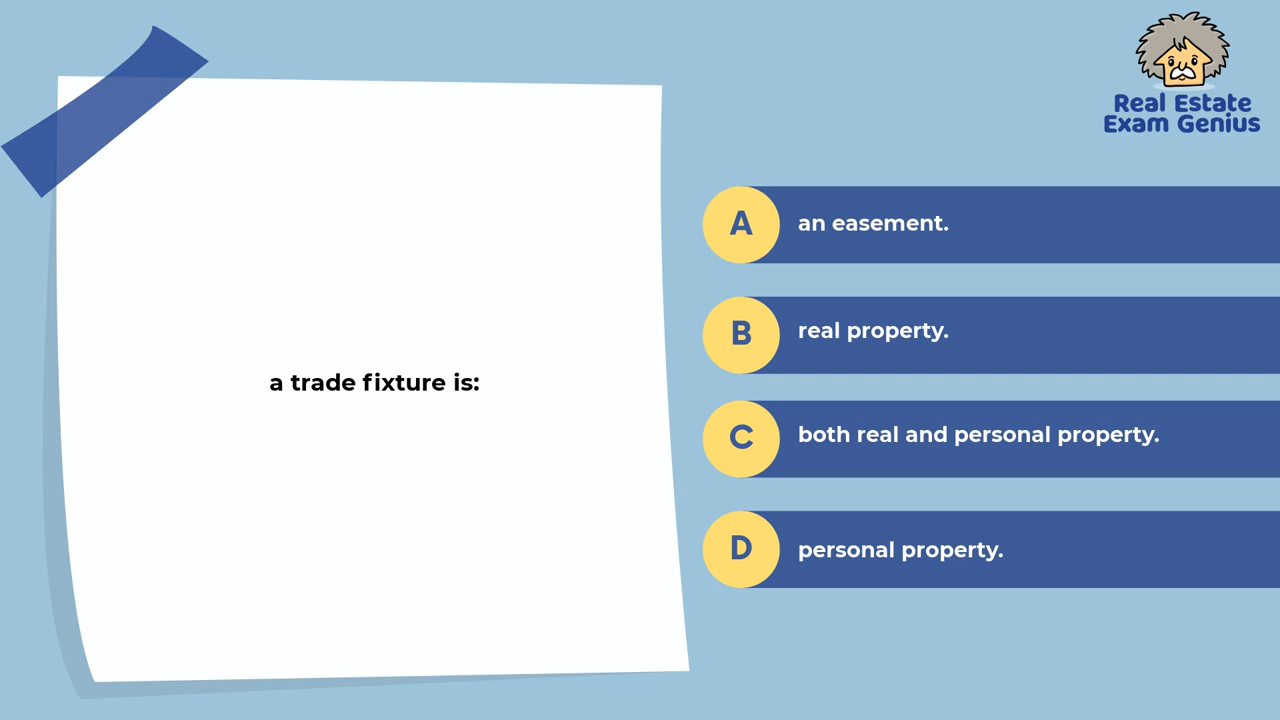 Real Estate
Exam Genius
a trade fixture is:
A an easement.
B real property.
C both real and personal property.
D personal property.